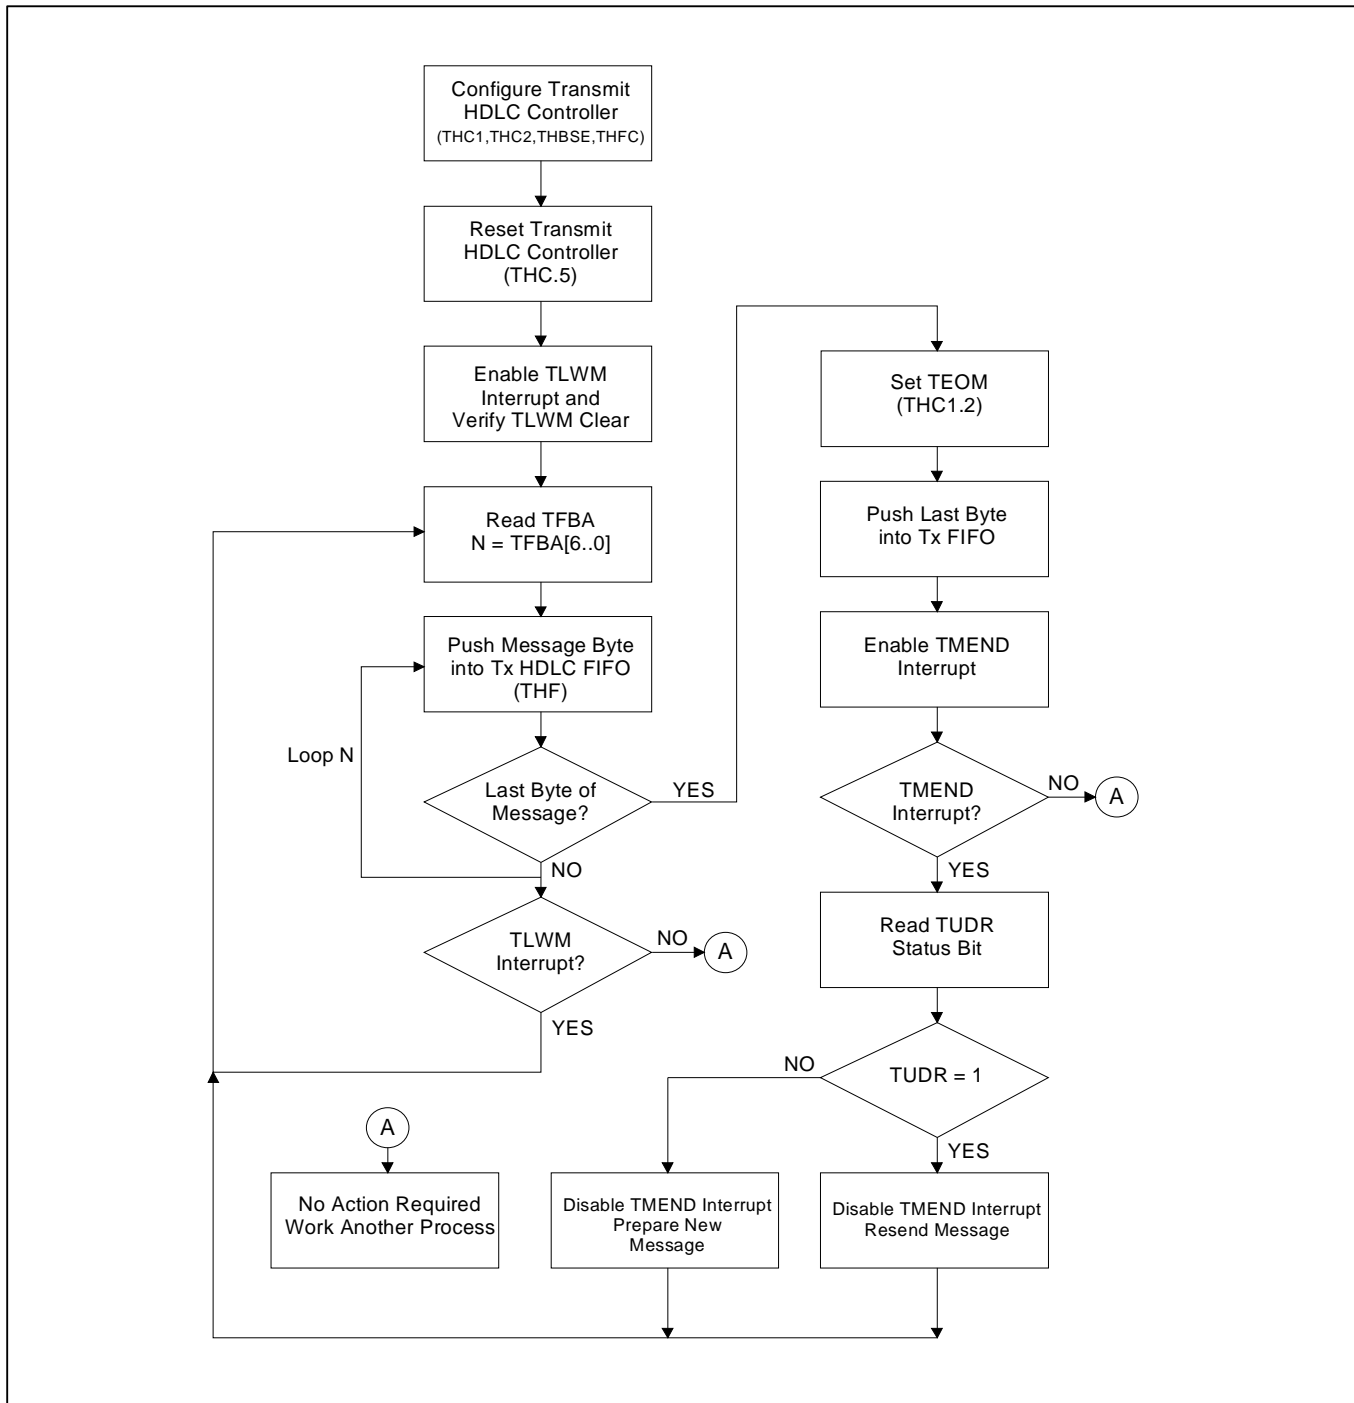 Configure Transmit
HDLC Controller
(THC1,THC2,THBSE,THFC)
Reset Transmit
HDLC Controller
(THC.5)
Enable TLWM
Interrupt and
Verify TLWM Clear
Read TFBA
N = TFBA[6..0]
Push Message Byte
into Tx HDLC FIFO
(THF)
Loop N
Last Byte of
Message?
YES
NO
TLWM
Interrupt?
NO
A
YES
A
No Action Required
Work Another Process
Set TEOM
(THC1.2)
Push Last Byte
into Tx FIFO
Enable TMEND
Interrupt
TMEND
Interrupt?
NO
A
YES
Read TUDR
Status Bit
TUDR = 1
NO
YES
Disable TMEND Interrupt
Prepare New
Message
Disable TMEND Interrupt
Resend Message